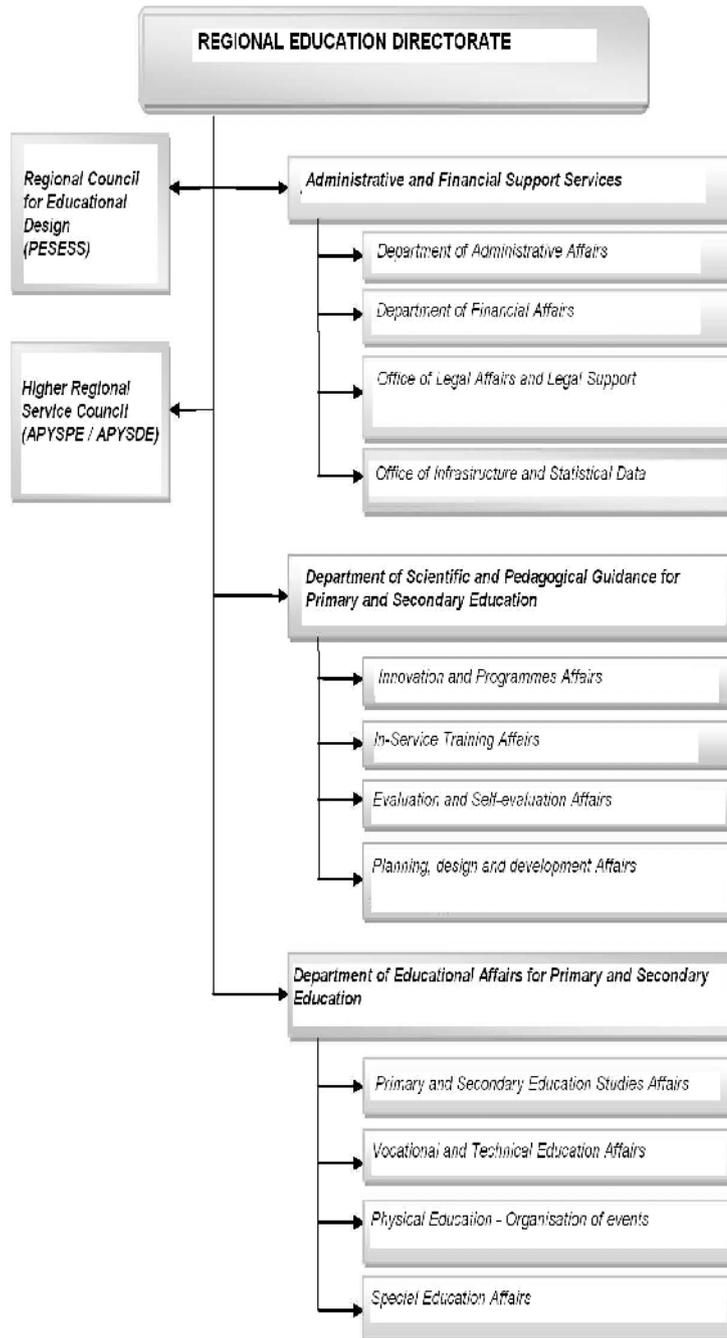 REGIONAL EDUCATION DIRECTORATE
Regional Council
for Educational
Design
(PESESS)
Administrative and Financial Support Services
Department of Administrative Affairs
Department of Financial Affairs
Office of Legal Affairs and Legal Support
Office of Infrastructure and Statistical Data
Higher Regional
Service Council
(APYSPE / APYSDE)
Department of Scientific and Pedagogical Guidance for
Primary and Secondary Education
Innovation and Programmes Affairs
In-Service Training Affairs
Evaluation and Self-evaluation Affairs
Planning, design and development Affairs
Department of Educational Affairs for Primary and Secondary
Education
Primary and Secondary Education Studies Affairs
Vocational and Technical Education Affairs
Physical Education - Organisation of events
Special Education Affairs